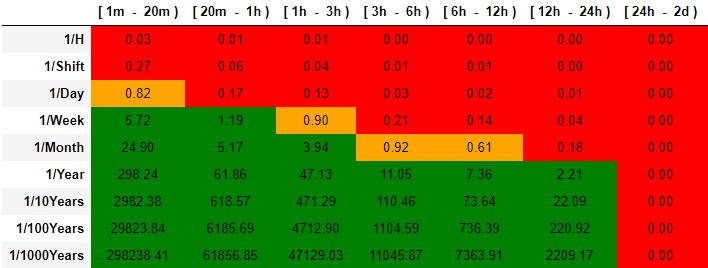 [ 1m - 20m ) [ 20m - 1h ) [ 1h - 3h ) [ 3h - 6h ) [ 6h - 12h ) [ 12h - 24h ) [ 24h - 2d )
1/H 0.03 0.01 0.01 0.00 0.00 0.00 0.00
1/Shift 0.27 0.06 0.04 0.01 0.01 0.00 0.00
1/Day 0.82 0.17 0.13 0.03 0.02 0.01 0.00
1/Week 5.72 1.19 0.90 0.21 0.14 0.04 0.00
1/Month 24.90 5.17 3.94 0.92 0.61 0.18 0.00
1/Year 298.24 61.86 47.13 11.05 7.36 2.21 0.00
1/10Years 2982.38 618.57 471.29 110.46 73.64 22.09 0.00
1/100Years 29823.84 6185.69 4712.90 1104.59 736.39 220.92 0.00
1/1000Years 298238.41 61856.85 47129.03 11045.87 7363.91 2209.17 0.00